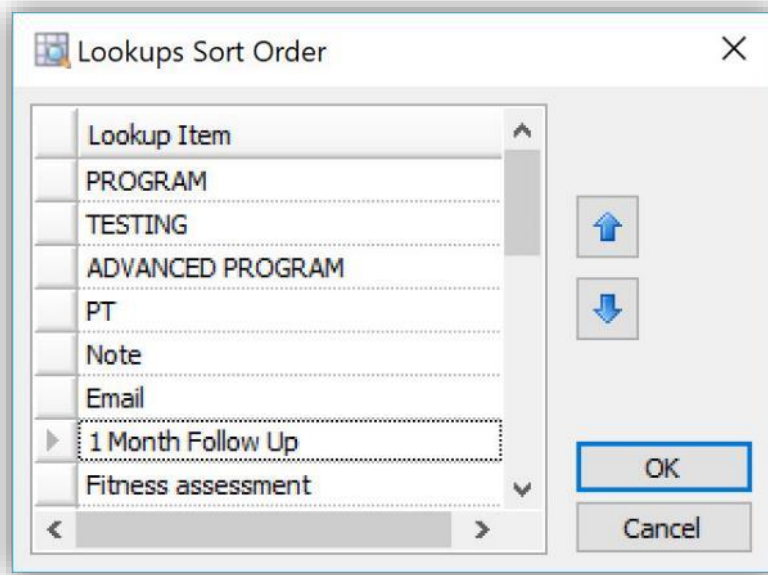 Lookups Sort Order
Lookup Item
PROGRAM
TESTING
ADVANCED PROGRAM
PT
Note
Email
1 Month Follow Up
Fitness assessment
OK
Cancel